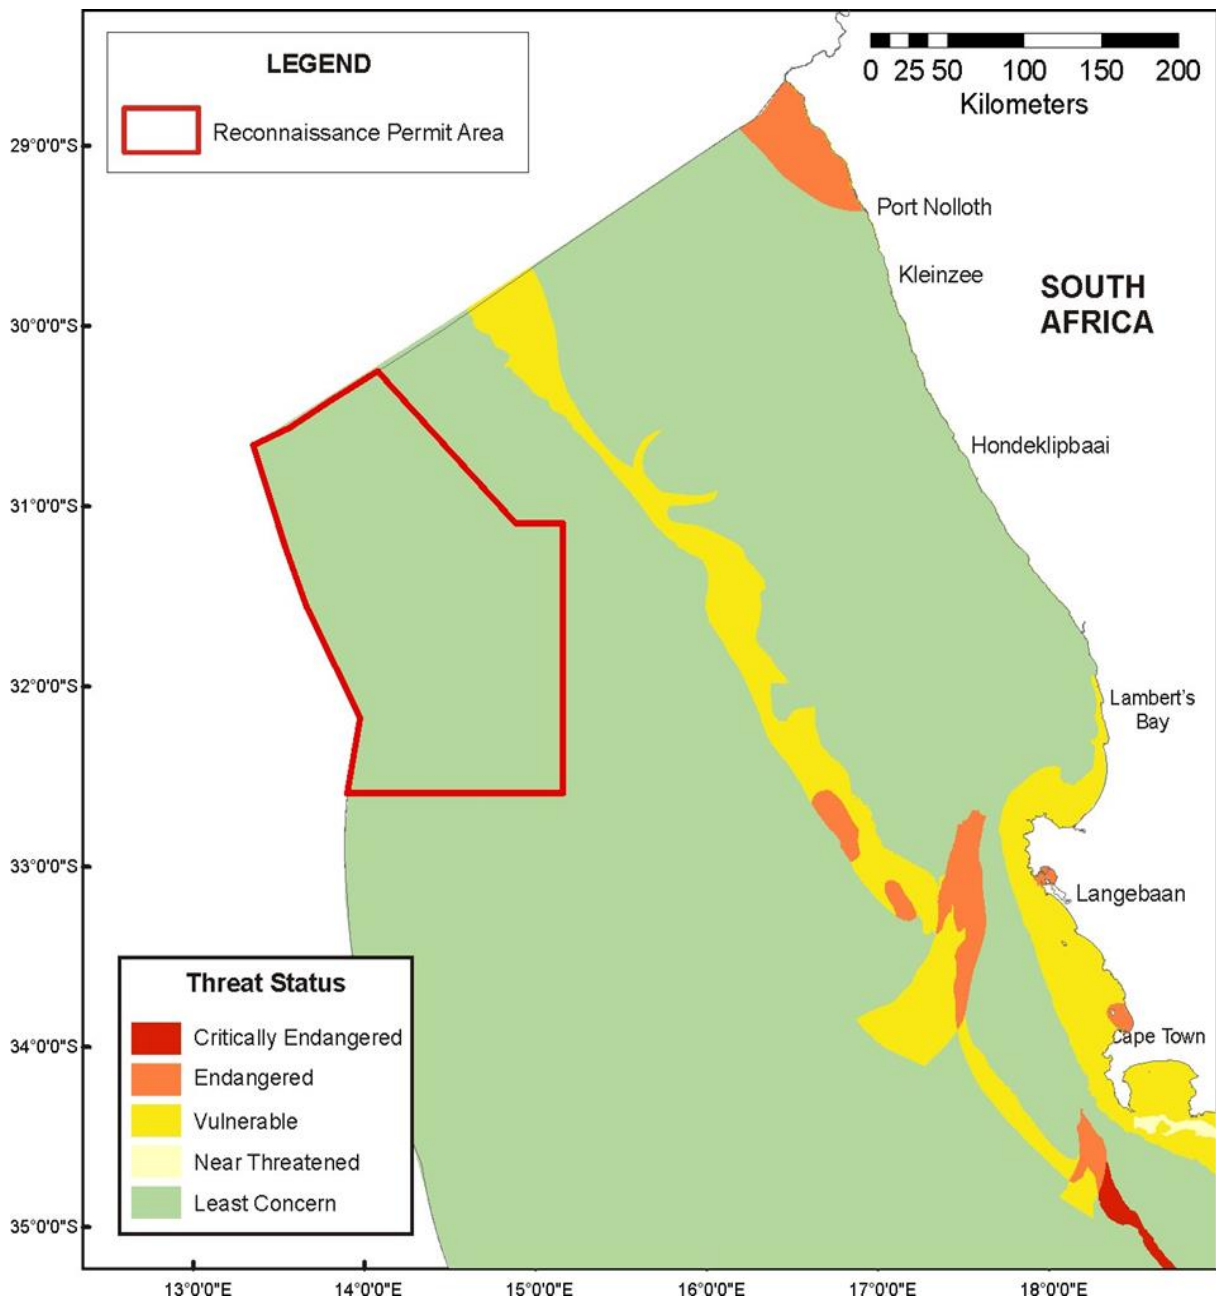 LEGEND
Reconnaissance Permit Area
0 25 50 100 150 200
Kilometers
29°0'0"S
Port Nolloth
Kleinzee
SOUTH
AFRICA
30°0'0"S
Hondeklipbaai
31°0'0"S
32°0'0"S
Lambert's
Bay
33°0'0"S
Langebaan
Threat Status
Critically Endangered
Endangered
Vulnerable
Near Threatened
Least Concern
34°0'0"S
Cape Town
35°0'0"S
13°0'0"E 14°0'0"E 15°0'0"E 16°0'0"E 17°0'0"E 18°0'0"E